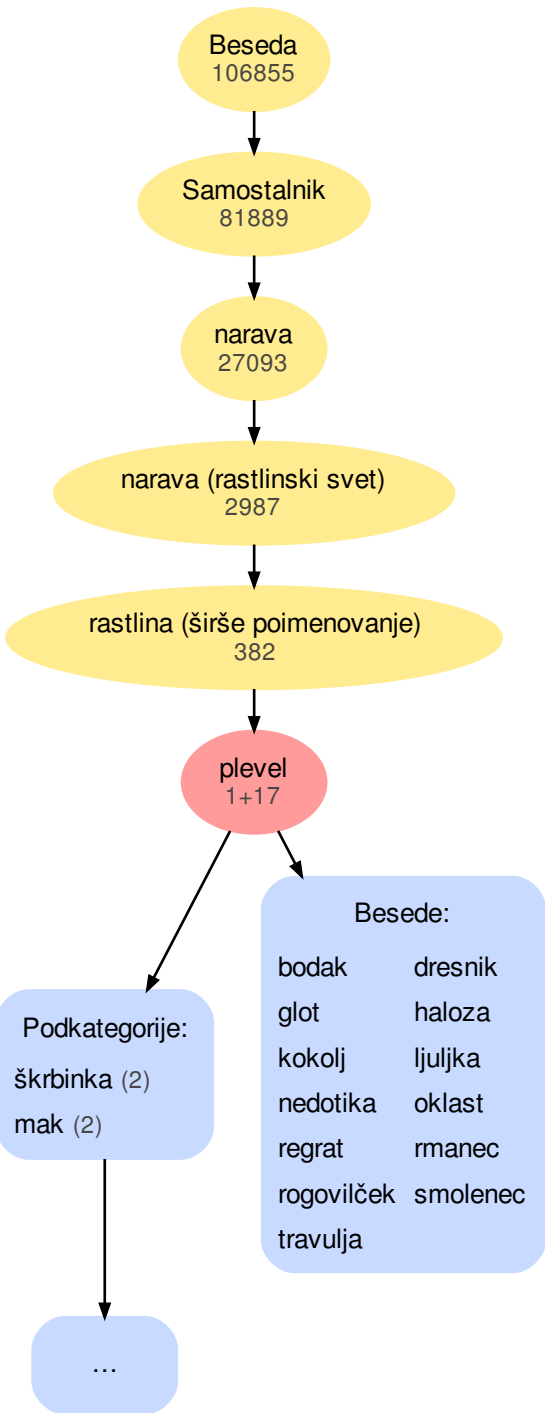 Beseda
106855
Samostalnik
81889
narava
27093
narava (rastlinski svet)
2987
rastlina (širše poimenovanje)
382
plevel
1+17
Podkategorije:
škrbinka (2)
mak (2)
...
Besede:
bodak dresnik
glot haloza
kokolj ljuljka
nedotika oklast
regrat rmanec
rogovilček smolenec
travulja